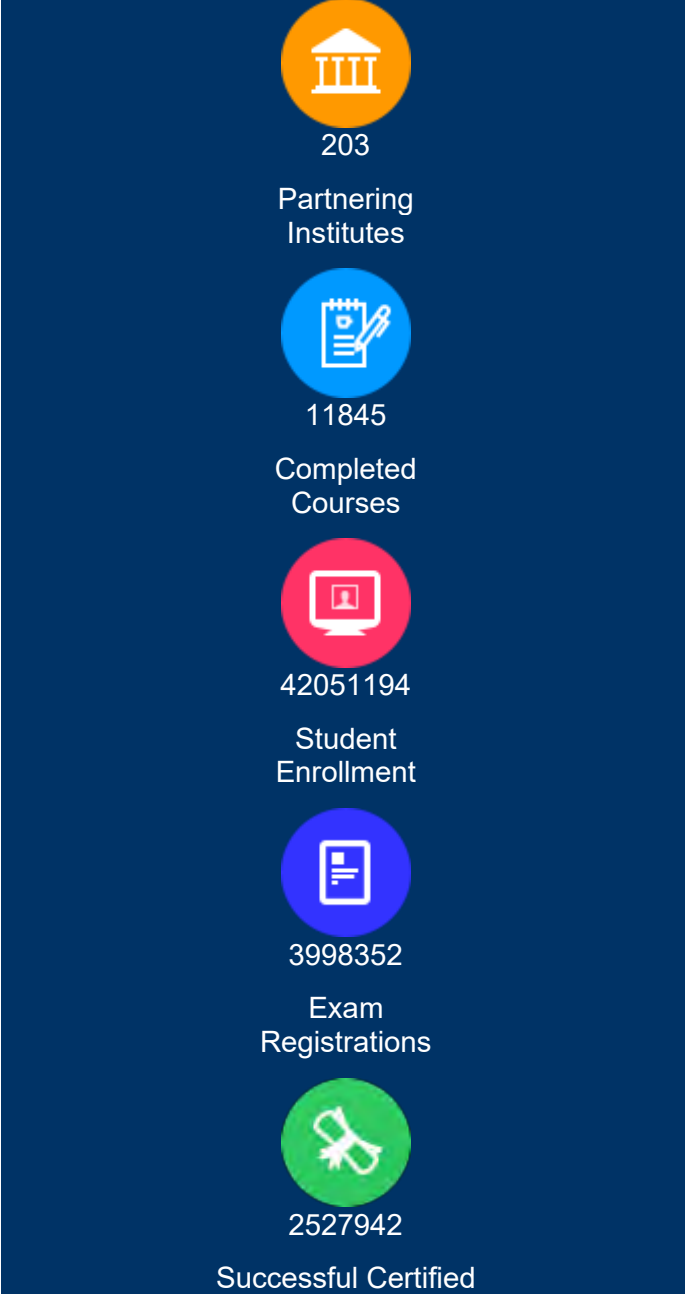 203
Partnering
Institutes
11845
Completed
Courses
42051194
Student
Enrollment
3998352
Exam
Registrations
2527942
Successful Certified